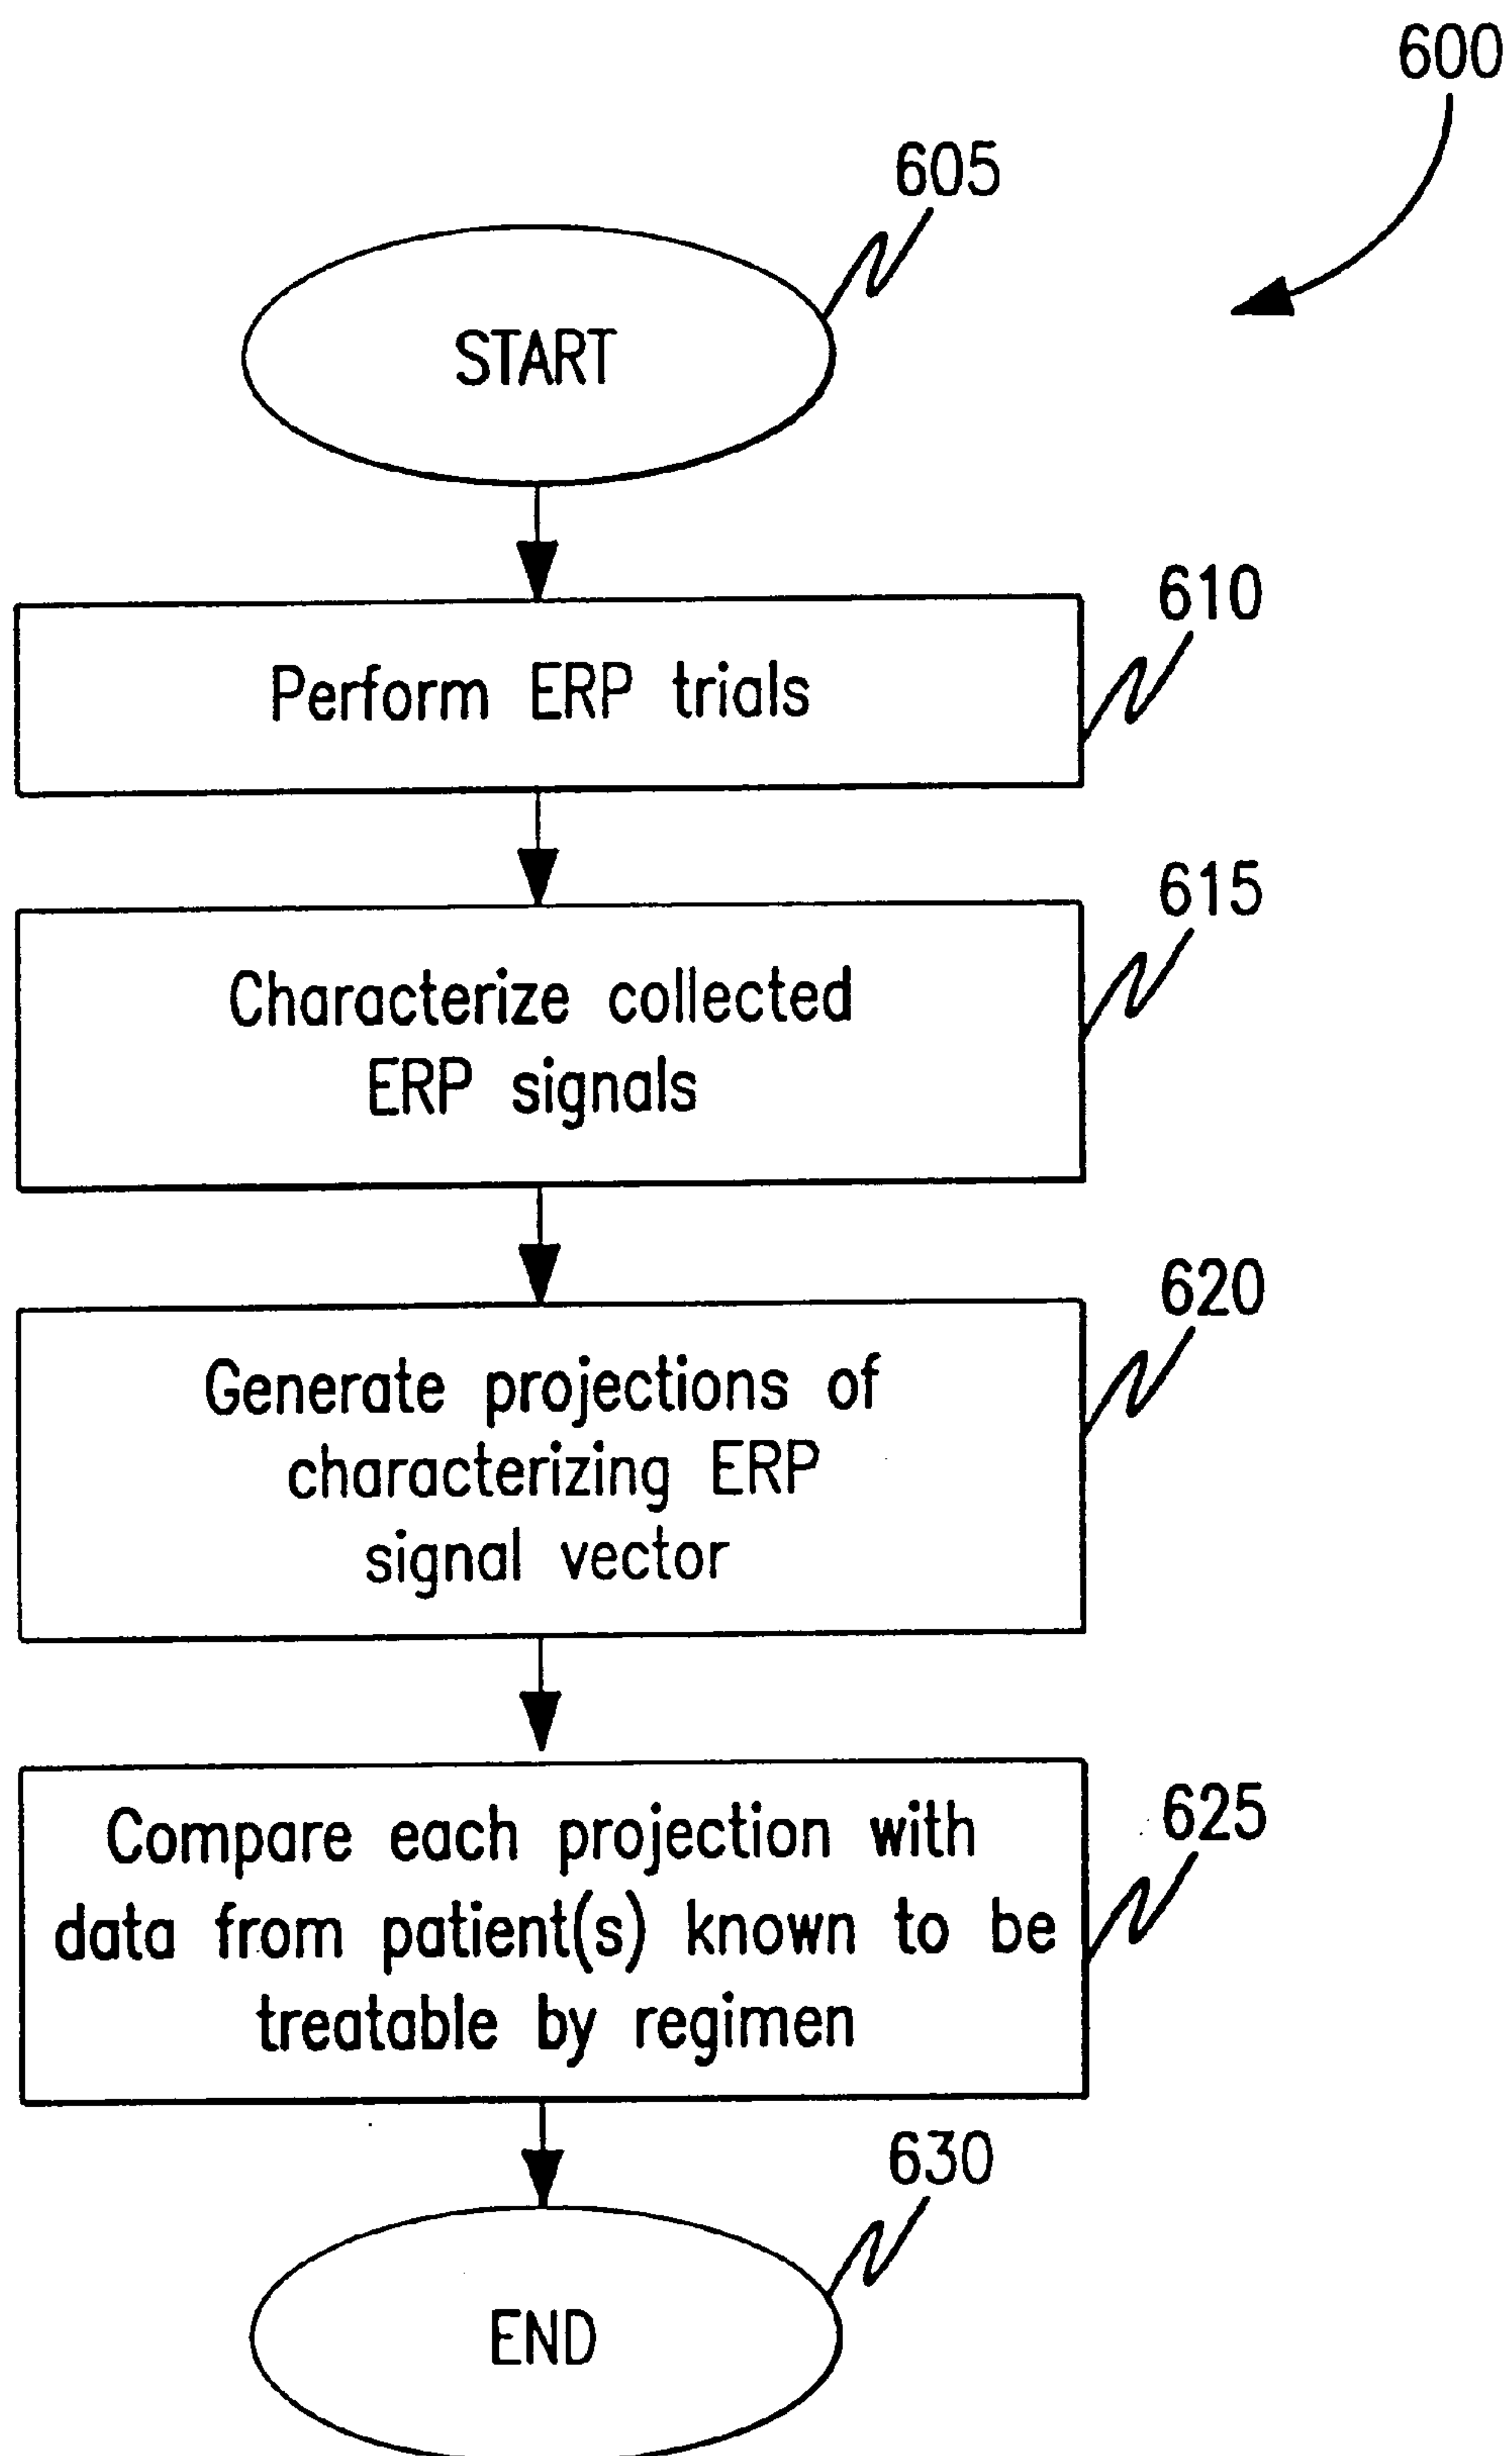 600
605
START
610
Perform ERP trials
615
Characterize collected
ERP signals
620
Generate projections of
characterizing ERP
signal vector
625
Compare each projection with
data from patient(s) known to be
treatable by regimen
630
END